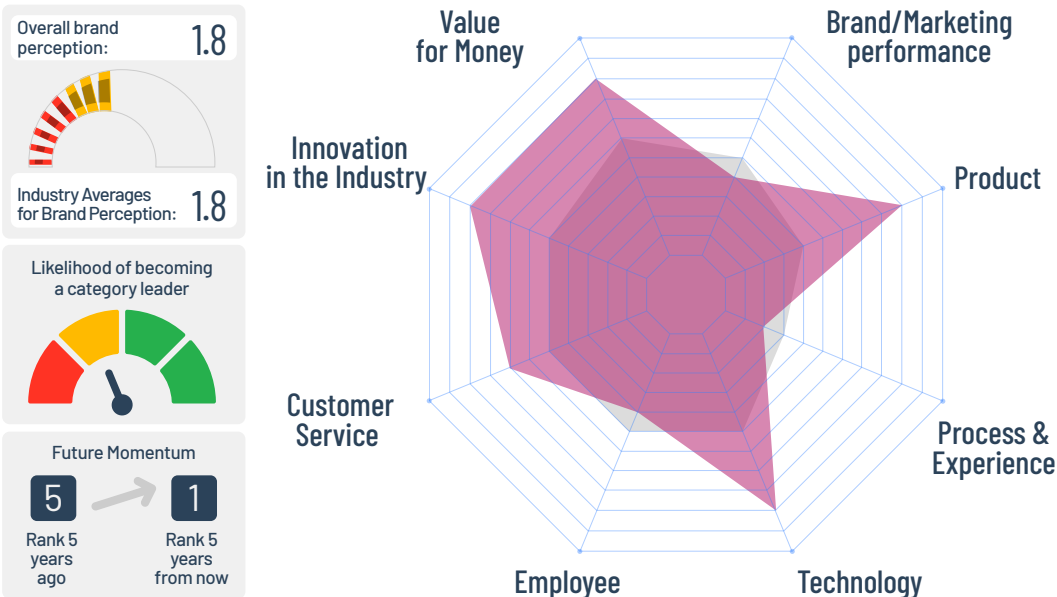 Overall brand
perception:
1.8
Industry Averages
for Brand Perception:
1.8
Likelihood of becoming
a category leader
Future Momentum
5
1
Rank 5
years
ago
Rank 5
years
from now
Value
for Money
Brand/Marketing
performance
Innovation
in the Industry
Product
Customer
Service
Process &
Experience
Employee
Technology